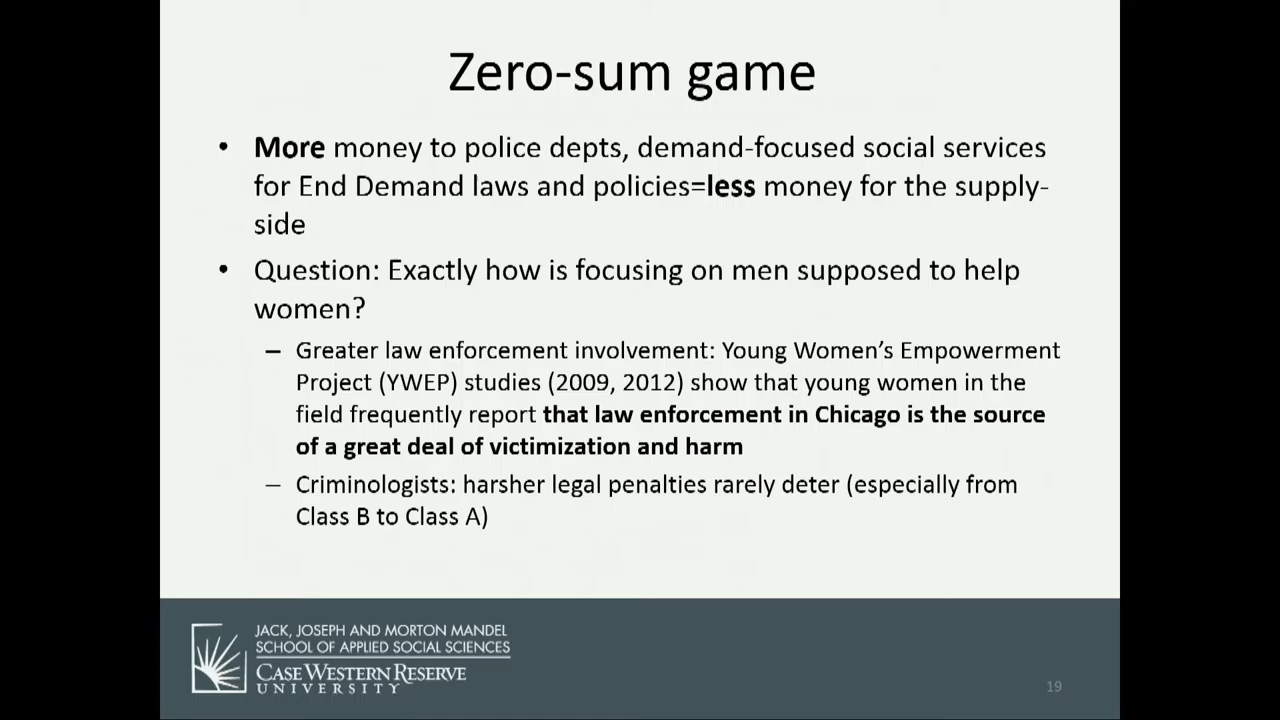 Zero-sum game
• More money to police depts, demand-focused social services
for End Demand laws and policies=less money for the supply-
side
• Question: Exactly how is focusing on men supposed to help
women?
– Greater law enforcement involvement: Young Women's Empowerment
Project (YWEP) studies (2009, 2012) show that young women in the
field frequently report that law enforcement in Chicago is the source
of a great deal of victimization and harm
– Criminologists: harsher legal penalties rarely deter (especially from
Class B to Class A)
JACK, JOSEPH AND MORTON MANDEL
SCHOOL OF APPLIED SOCIAL SCIENCES
CASE WESTERN RESERVE
UNIVERSITY
19